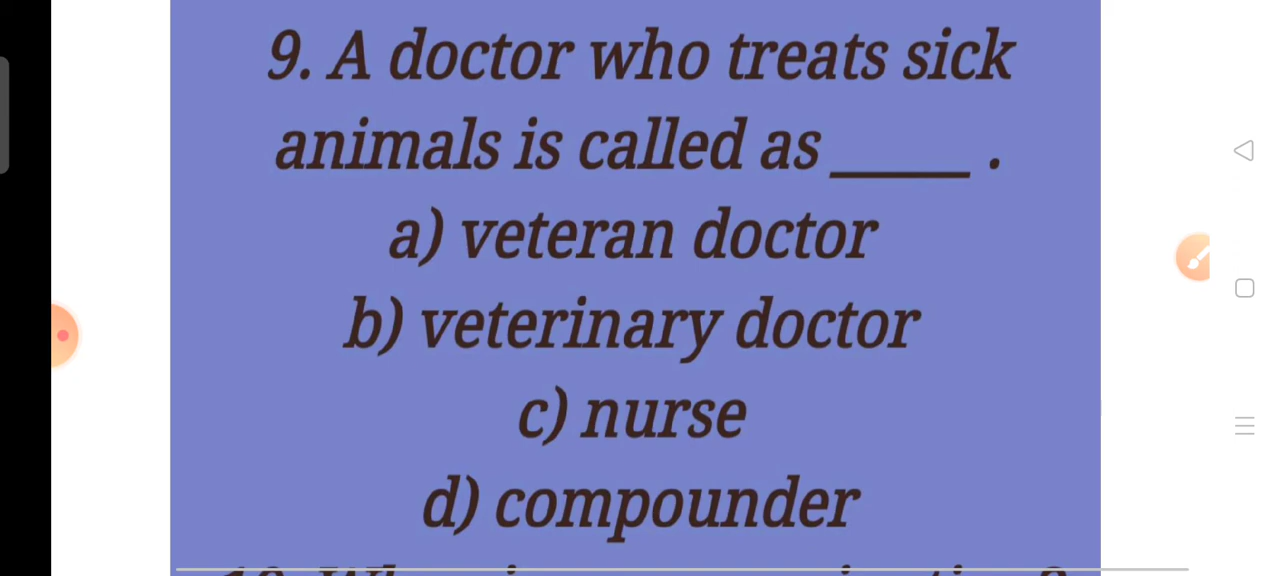 9. A doctor who treats sick
animals is called as _____ .
a) veteran doctor
b) veterinary doctor
c) nurse
d) compounder